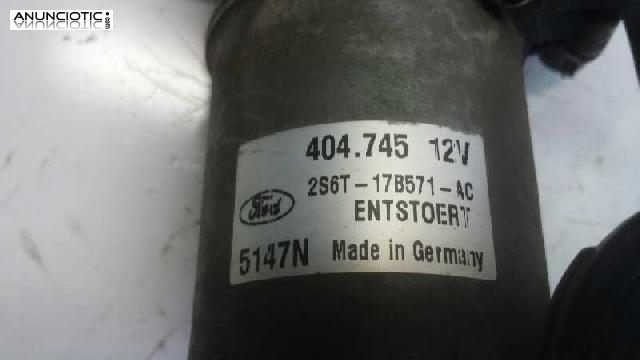 ANUNCIOTIC.com
404.745 12V
2S6T-17B571-AC
Ford
ENTSTOERT
5147N Made in Germany